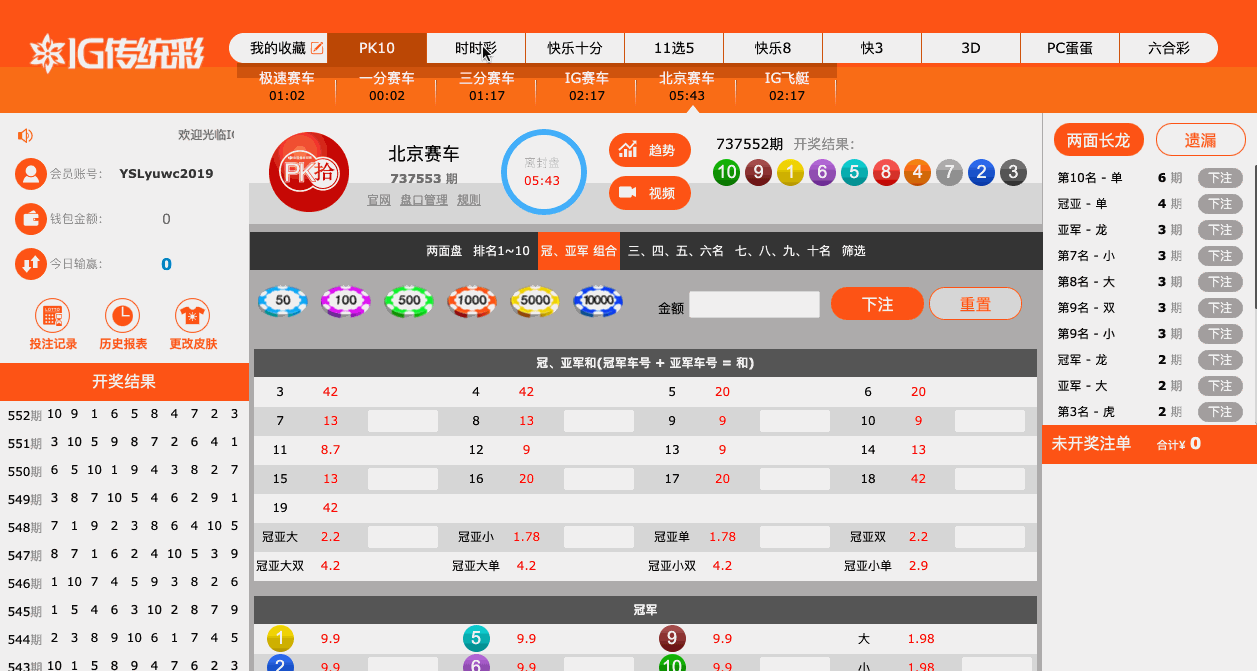 IG传统彩
我的收藏 PK10 时时彩 快乐十分 11选5 快乐8 快3 3D PC蛋蛋 六合彩
极速赛车 一分赛车 三分赛车 IG赛车 北京赛车 IG飞艇
01:02 00:02 01:17 02:17 05:43 02:17
欢迎光临IG
会员账号: YSLyuwc2019
钱包金额: 0
今日输赢: 0
投注记录 历史报表 更改皮肤
开奖结果
552期 10 9 1 6 5 8 4 7 2 3
551期 3 10 5 9 8 7 2 6 4 1
550期 6 5 10 1 9 4 3 8 2 7
549期 3 8 7 10 5 4 6 2 9 1
548期 7 1 9 2 3 8 6 4 10 5
547期 8 7 1 6 2 4 10 5 3 9
546期 1 10 7 4 5 9 3 8 2 6
545期 1 5 4 6 3 10 2 8 7 9
544期 2 3 8 9 10 6 1 7 4 5
543期 10 1 5 8 9 4 7 6 2 3
PK拾
北京赛车
737553 期
官网 盘口管理 规则
离封盘
05:43
趋势
视频
737552期 开奖结果:
10 9 1 6 5 8 4 7 2 3
两面盘 排名1~10 冠、亚军 组合 三、四、五、六名 七、八、九、十名 筛选
50 100 500 1000 5000 10000 金额 下注 重置
冠、亚军和(冠军车号 + 亚军车号 = 和)
3 42 4 42 5 20 6 20
7 13 8 13 9 9 10 9
11 8.7 12 9 13 9 14 13
15 13 16 20 17 20 18 42
19 42
冠亚大 2.2 冠亚小 1.78 冠亚单 1.78 冠亚双 2.2
冠亚大双 4.2 冠亚大单 4.2 冠亚小双 4.2 冠亚小单 2.9
冠军
1 9.9 5 9.9 9 9.9 大 1.98
2 9.9 6 9.9 10 9.9 小 1.98
两面长龙 遗漏
第10名 - 单 6 期 下注
冠亚 - 单 4 期 下注
亚军 - 龙 3 期 下注
第7名 - 小 3 期 下注
第8名 - 大 3 期 下注
第9名 - 双 3 期 下注
第9名 - 小 3 期 下注
冠军 - 龙 2 期 下注
亚军 - 大 2 期 下注
第3名 - 虎 2 期 下注
未开奖注单 合计¥ 0